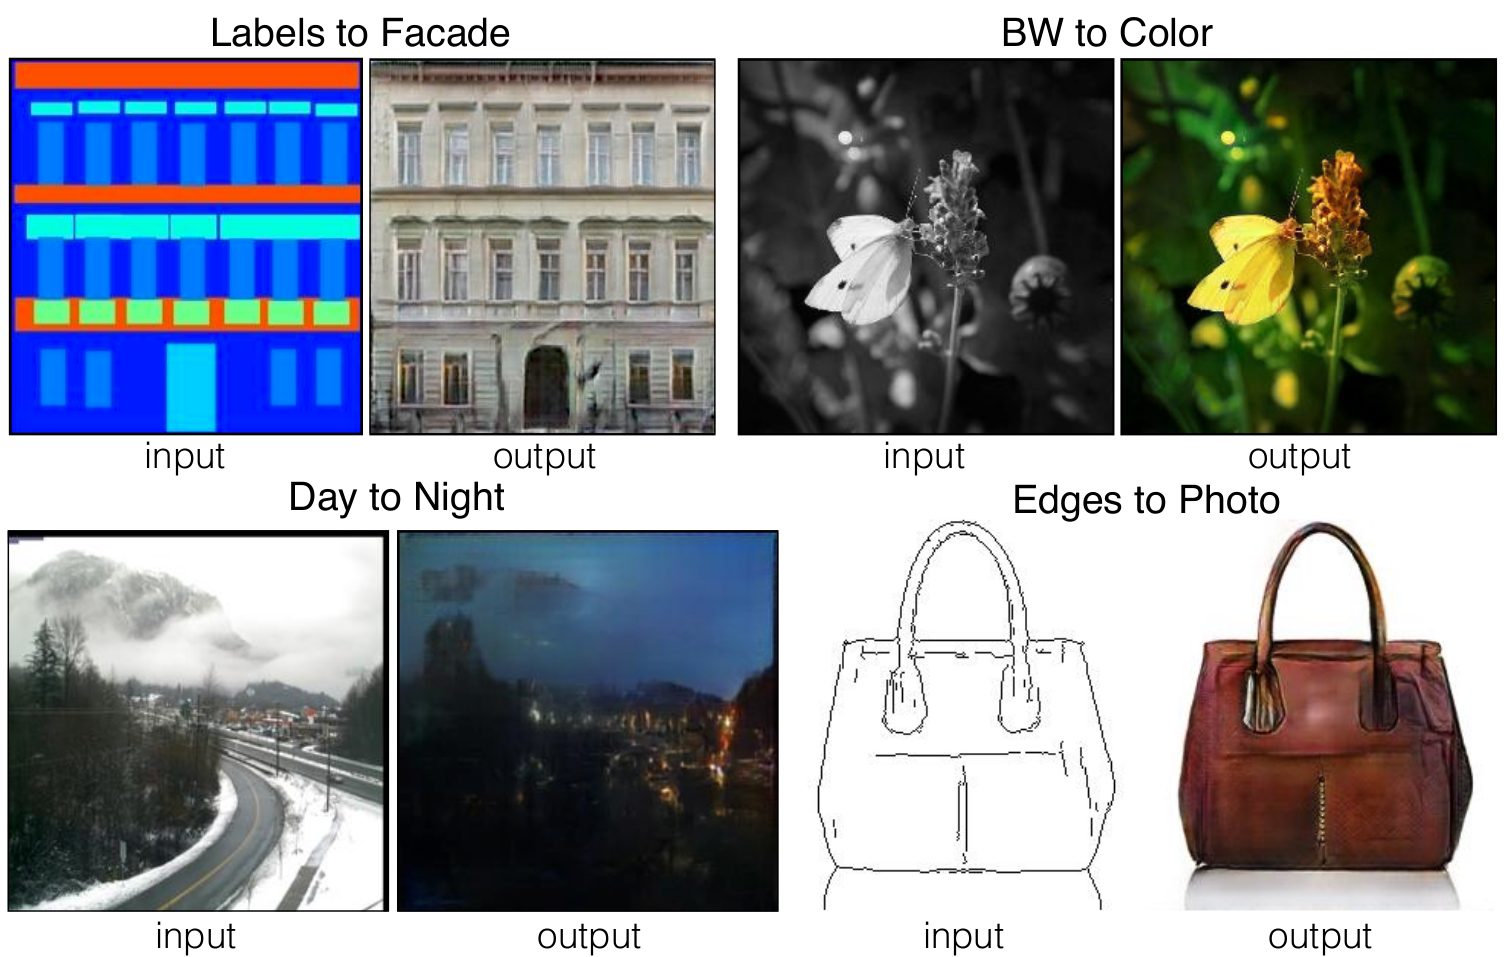 Labels to Facade
BW to Color
input
output
input
output
Day to Night
Edges to Photo
input
output
input
output